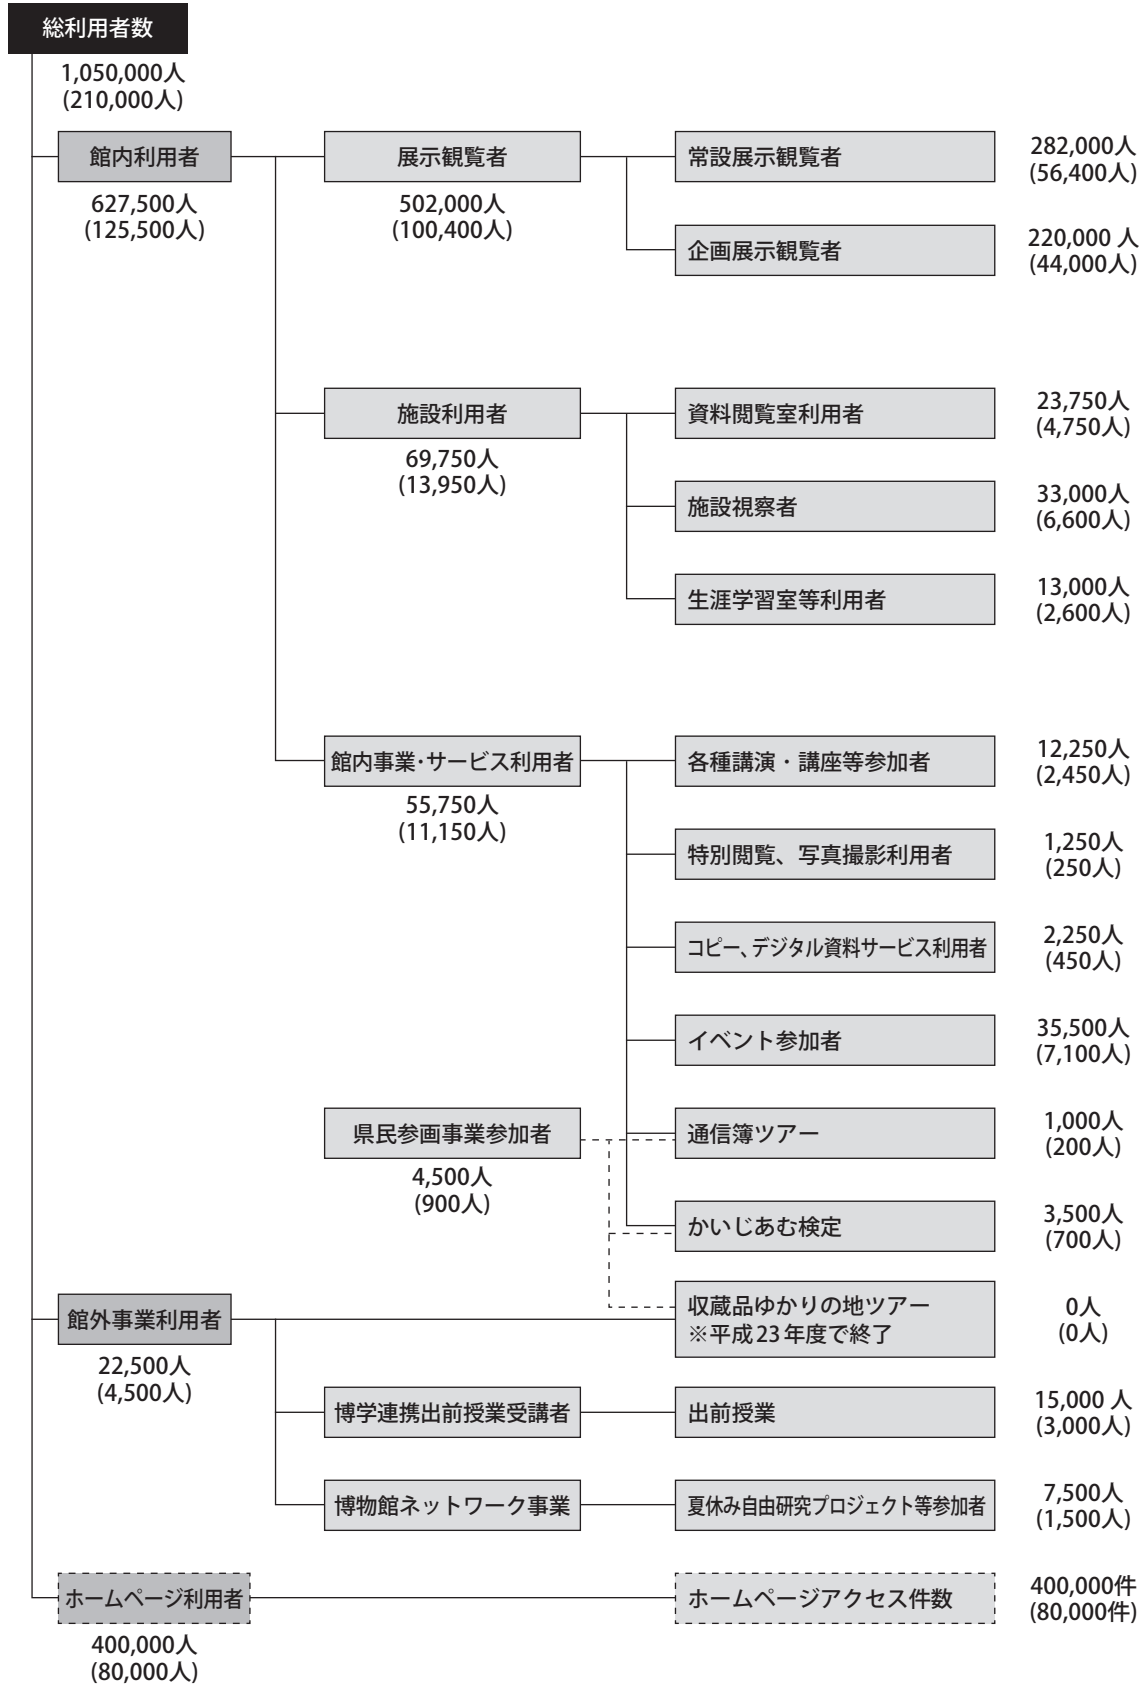 総利用者数
1,050,000人
(210,000人)
館内利用者
627,500人
(125,500人)
展示観覧者
502,000人
(100,400人)
常設展示観覧者
282,000人
(56,400人)
企画展示観覧者
220,000 人
(44,000人)
施設利用者
69,750人
(13,950人)
資料閲覧室利用者
23,750人
(4,750人)
施設視察者
33,000人
(6,600人)
生涯学習室等利用者
13,000人
(2,600人)
館内事業・サービス利用者
55,750人
(11,150人)
各種講演・講座等参加者
12,250人
(2,450人)
特別閲覧、写真撮影利用者
1,250人
(250人)
コピー、デジタル資料サービス利用者
2,250人
(450人)
イベント参加者
35,500人
(7,100人)
県民参画事業参加者
4,500人
(900人)
通信簿ツアー
1,000人
(200人)
かいじあむ検定
3,500人
(700人)
収蔵品ゆかりの地ツアー
※平成23年度で終了
0人
(0人)
館外事業利用者
22,500人
(4,500人)
博学連携出前授業受講者
出前授業
15,000 人
(3,000人)
博物館ネットワーク事業
夏休み自由研究プロジェクト等参加者
7,500人
(1,500人)
ホームページ利用者
400,000人
(80,000人)
ホームページアクセス件数
400,000件
(80,000件)